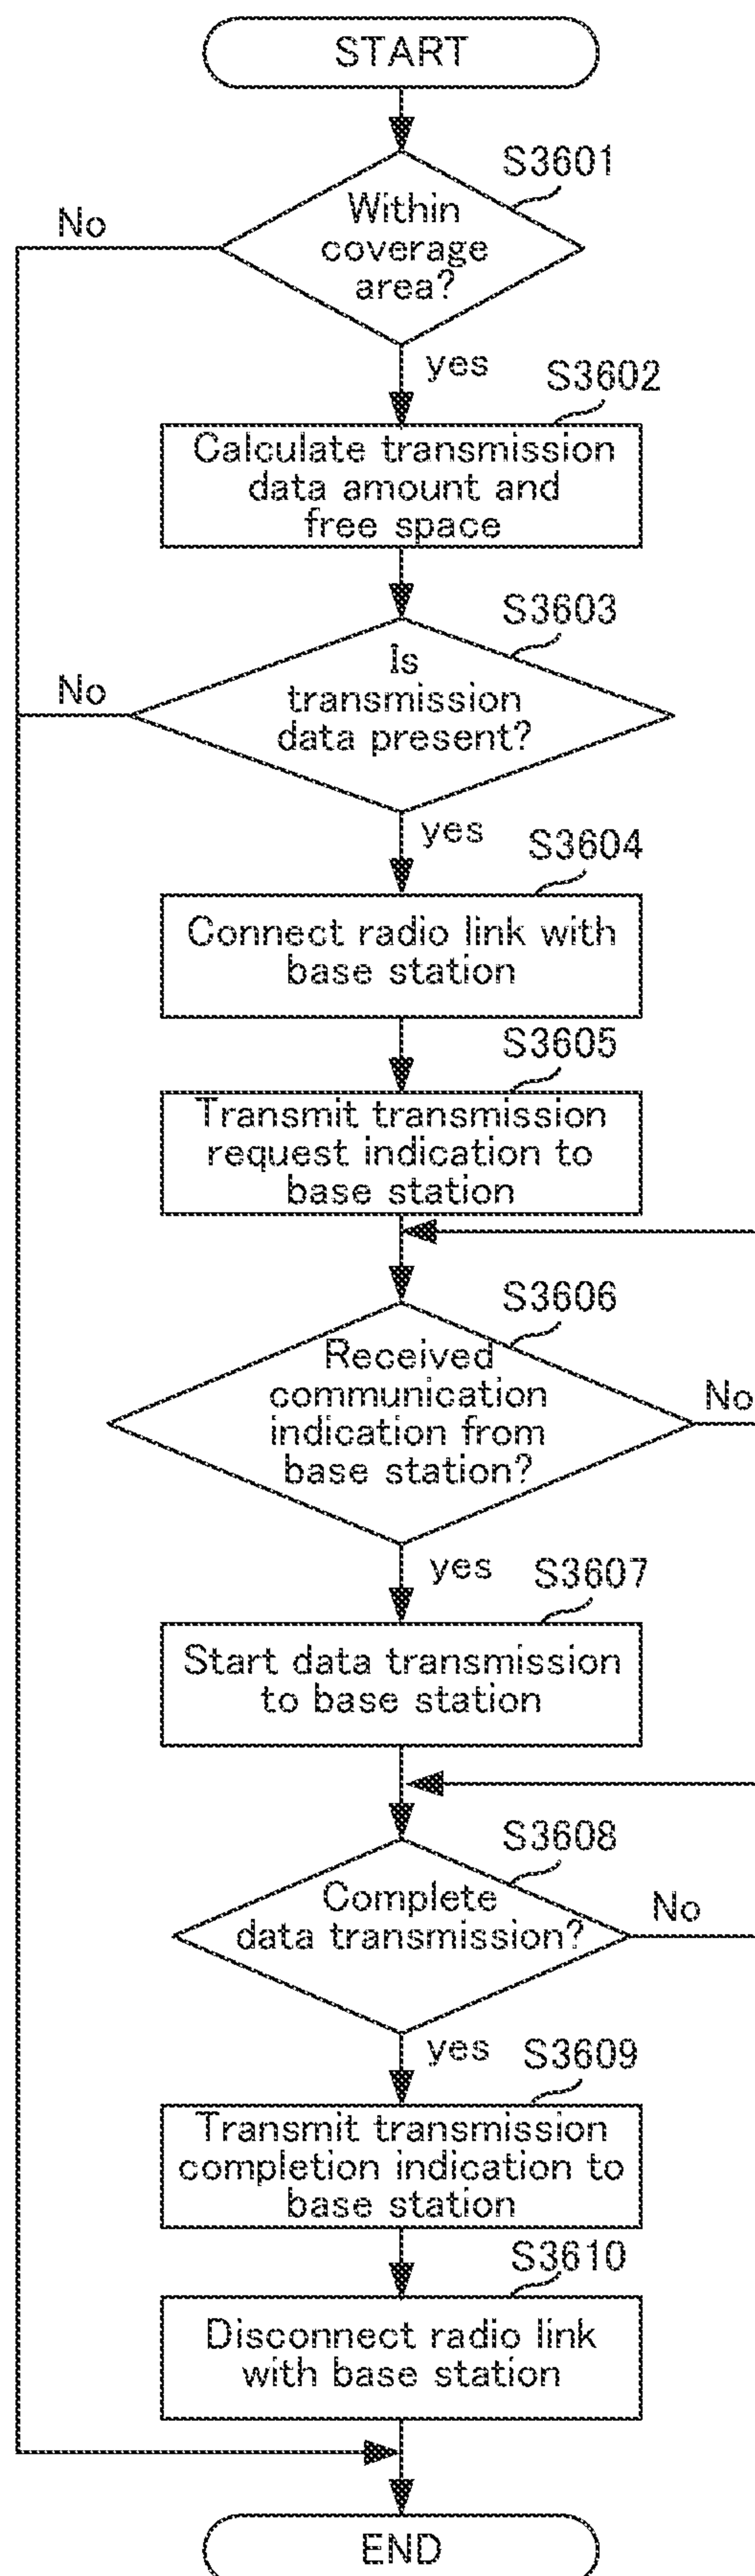 START
S3601
No
Within
coverage
area?
yes
S3602
Calculate transmission
data amount and
free space
S3603
No
Is
transmission
data present?
yes
S3604
Connect radio link with
base station
S3605
Transmit transmission
request indication to
base station
S3606
Received
communication
indication from
base station?
No
yes
S3607
Start data transmission
to base station
S3608
Complete
data transmission?
No
yes
S3609
Transmit transmission
completion indication to
base station
S3610
Disconnect radio link
with base station
END